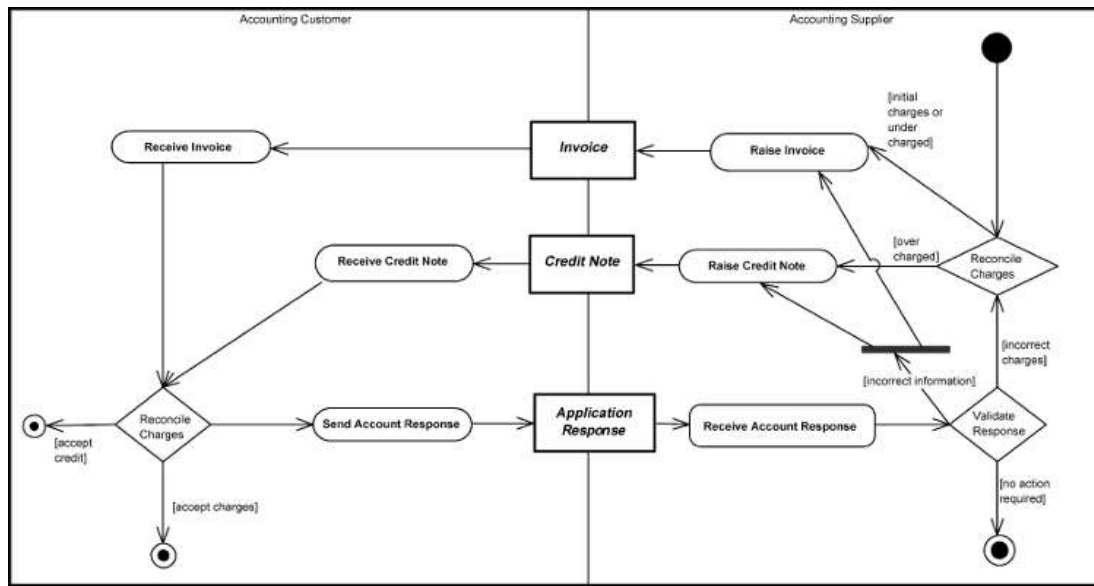 Accounting Customer
Accounting Supplier
[initial
charges or
under
charged]
Receive Invoice
Invoice
Raise Invoice
Receive Credit Note
Credit Note
Raise Credit Note
[over
charged]
Reconcile
Charges
[incorrect
charges]
[incorrect information]
Reconcile
Charges
Send Account Response
Application
Response
Receive Account Response
Validate
Response
[accept
credit]
[accept charges]
[no action
required]